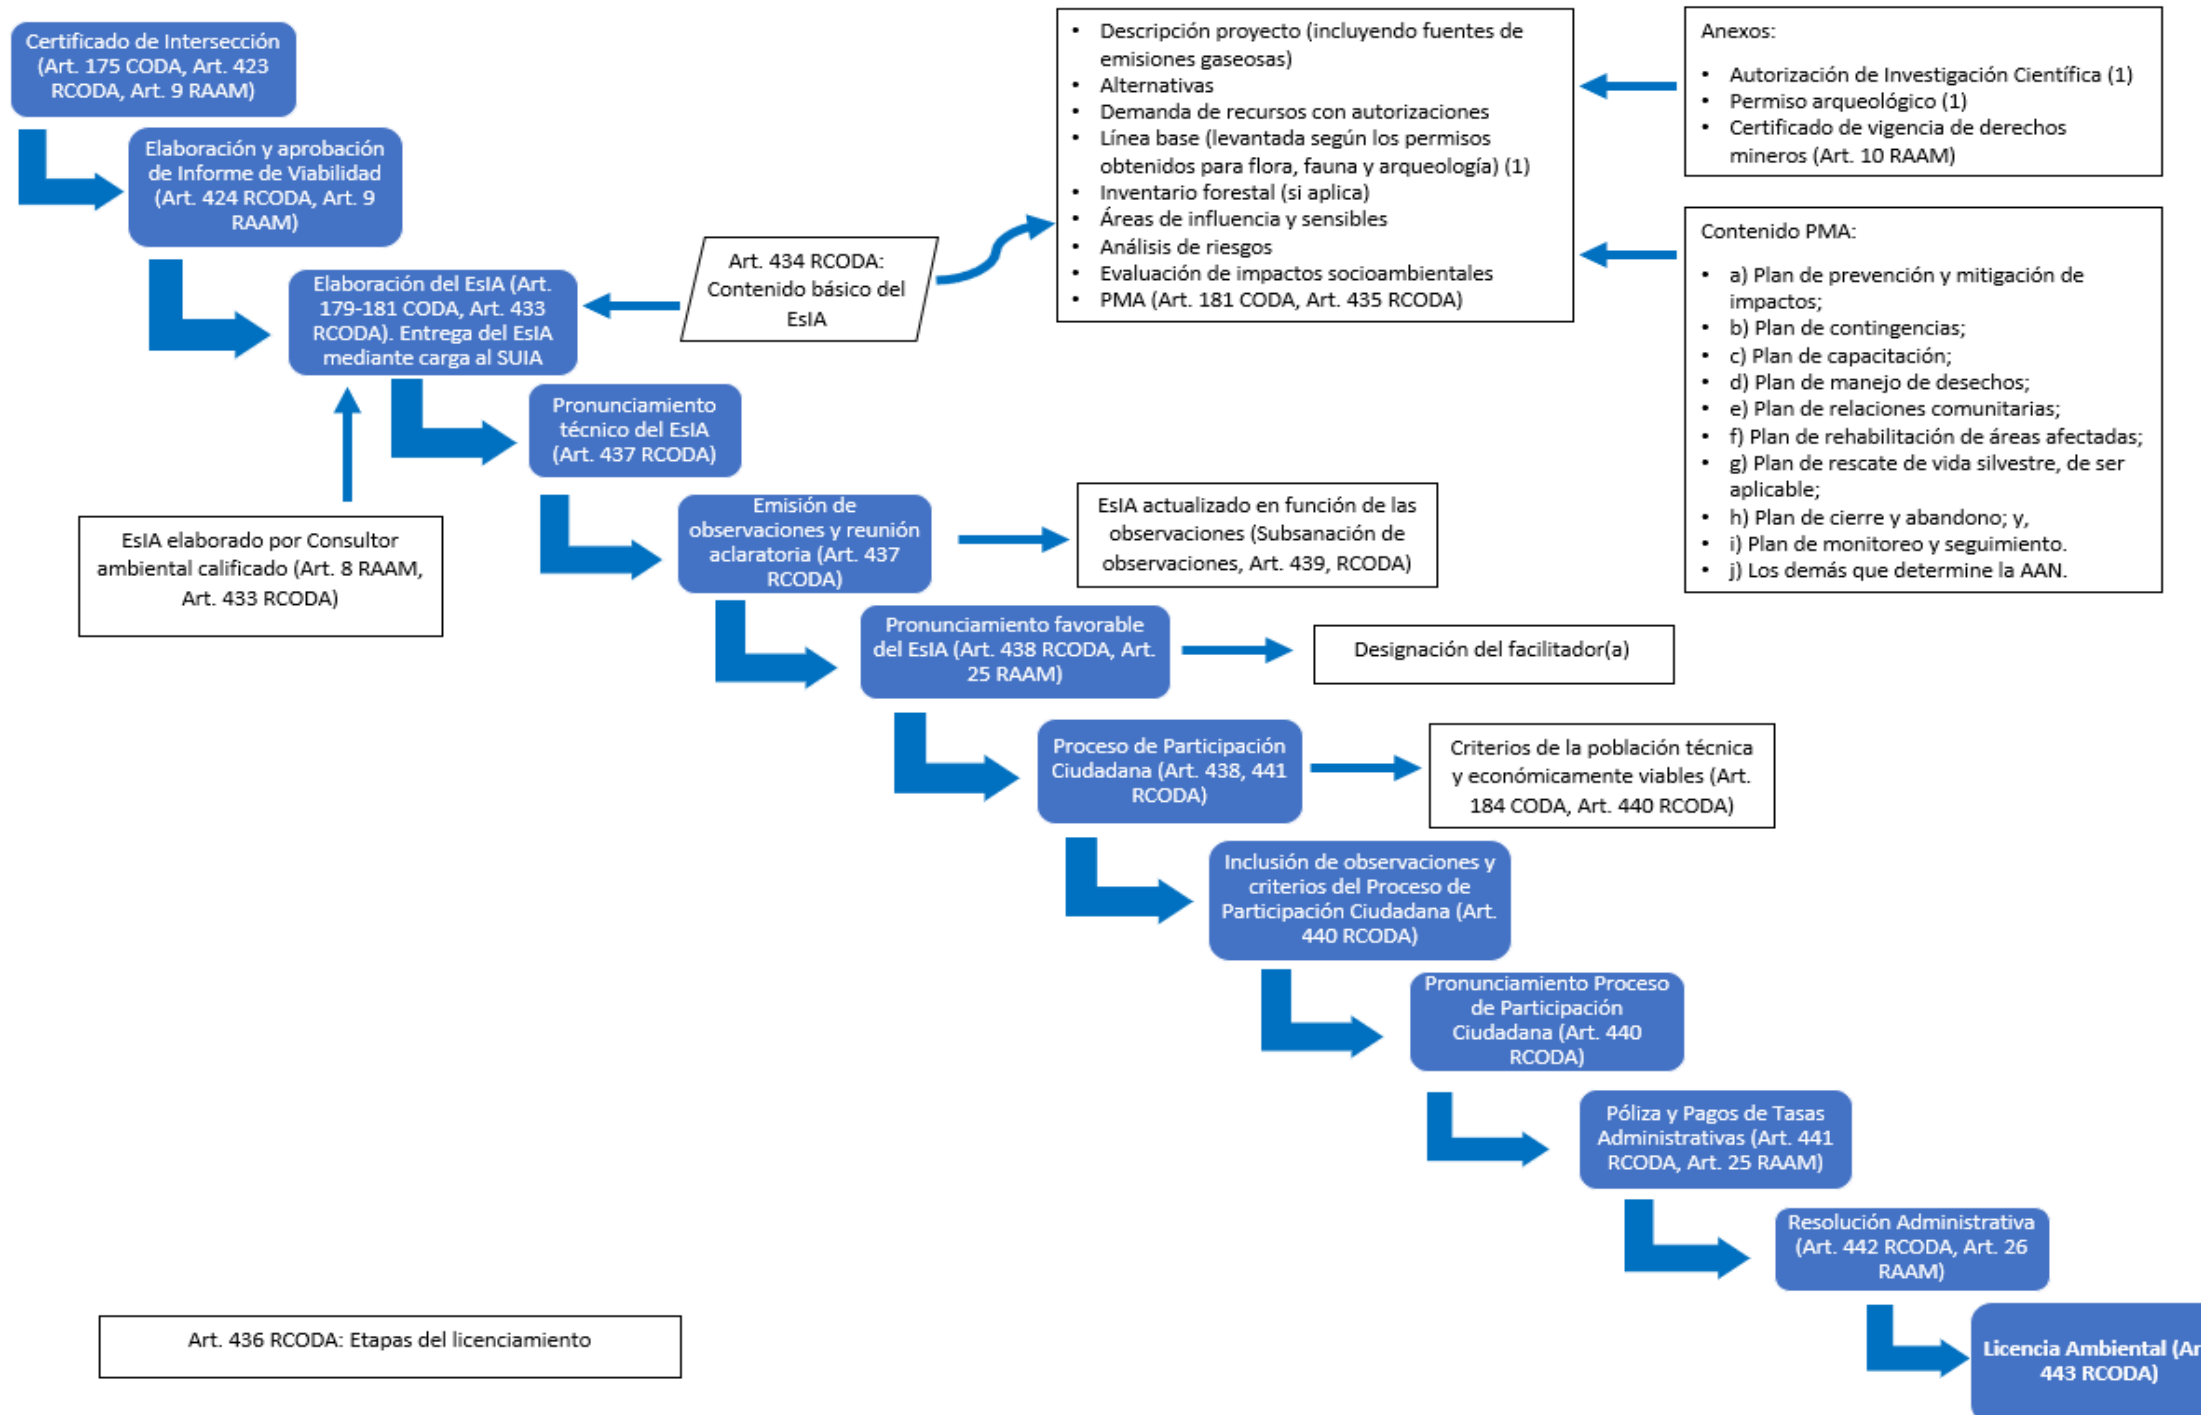 Certificado de Intersección
(Art. 175 CODA, Art. 423
RCODA, Art. 9 RAAM)
Elaboración y aprobación
de Informe de Viabilidad
(Art. 424 RCODA, Art. 9
RAAM)
Elaboración del EsIA (Art.
179-181 CODA, Art. 433
RCODA). Entrega del EsIA
mediante carga al SUIA
Art. 434 RCODA:
Contenido básico del
EsIA
• Descripción proyecto (incluyendo fuentes de
emisiones gaseosas)
• Alternativas
• Demanda de recursos con autorizaciones
• Línea base (levantada según los permisos
obtenidos para flora, fauna y arqueología) (1)
• Inventario forestal (si aplica)
• Áreas de influencia y sensibles
• Análisis de riesgos
• Evaluación de impactos socioambientales
• PMA (Art. 181 CODA, Art. 435 RCODA)
Anexos:
• Autorización de Investigación Científica (1)
• Permiso arqueológico (1)
• Certificado de vigencia de derechos
mineros (Art. 10 RAAM)
Contenido PMA:
• a) Plan de prevención y mitigación de
impactos;
• b) Plan de contingencias;
• c) Plan de capacitación;
• d) Plan de manejo de desechos;
• e) Plan de relaciones comunitarias;
• f) Plan de rehabilitación de áreas afectadas;
• g) Plan de rescate de vida silvestre, de ser
aplicable;
• h) Plan de cierre y abandono; y,
• i) Plan de monitoreo y seguimiento.
• j) Los demás que determine la AAN.
EsIA elaborado por Consultor
ambiental calificado (Art. 8 RAAM,
Art. 433 RCODA)
Pronunciamiento
técnico del EsIA
(Art. 437 RCODA)
Emisión de
observaciones y reunión
aclaratoria (Art. 437
RCODA)
EsIA actualizado en función de las
observaciones (Subsanación de
observaciones, Art. 439, RCODA)
Pronunciamiento favorable
del EsIA (Art. 438 RCODA, Art.
25 RAAM)
Designación del facilitador(a)
Proceso de Participación
Ciudadana (Art. 438, 441
RCODA)
Criterios de la población técnica
y económicamente viables (Art.
184 CODA, Art. 440 RCODA)
Inclusión de observaciones y
criterios del Proceso de
Participación Ciudadana (Art.
440 RCODA)
Pronunciamiento Proceso
de Participación
Ciudadana (Art. 440
RCODA)
Póliza y Pagos de Tasas
Administrativas (Art. 441
RCODA, Art. 25 RAAM)
Resolución Administrativa
(Art. 442 RCODA, Art. 26
RAAM)
Licencia Ambiental
443 RCODA)
Art. 436 RCODA: Etapas del licenciamiento